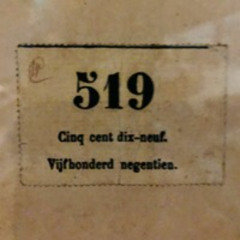 519
Cinq cent dix-neuf.
Vijfhonderd negentien.